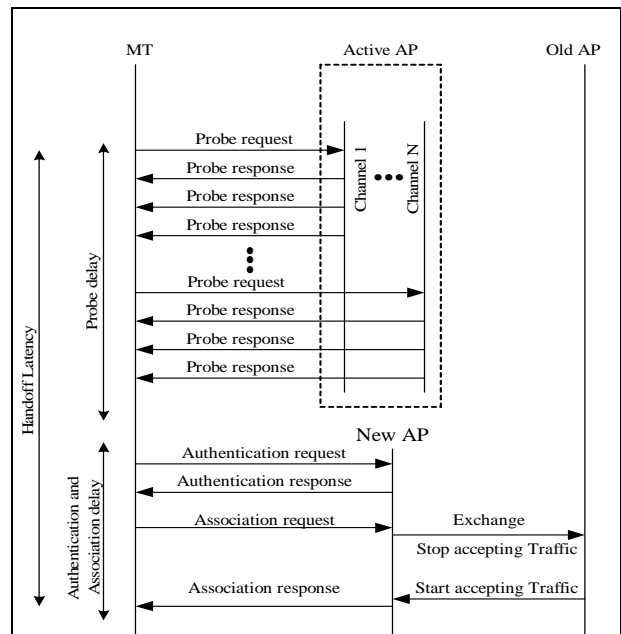 MT
Active AP
Old AP
Probe request
Probe response
Probe response
Probe response
Channel 1
Channel N
Probe request
Probe response
Probe response
Probe response
Probe delay
Handoff Latency
New AP
Authentication request
Authentication response
Association request
Exchange
Stop accepting Traffic
Start accepting Traffic
Association response
Authentication and
Association delay